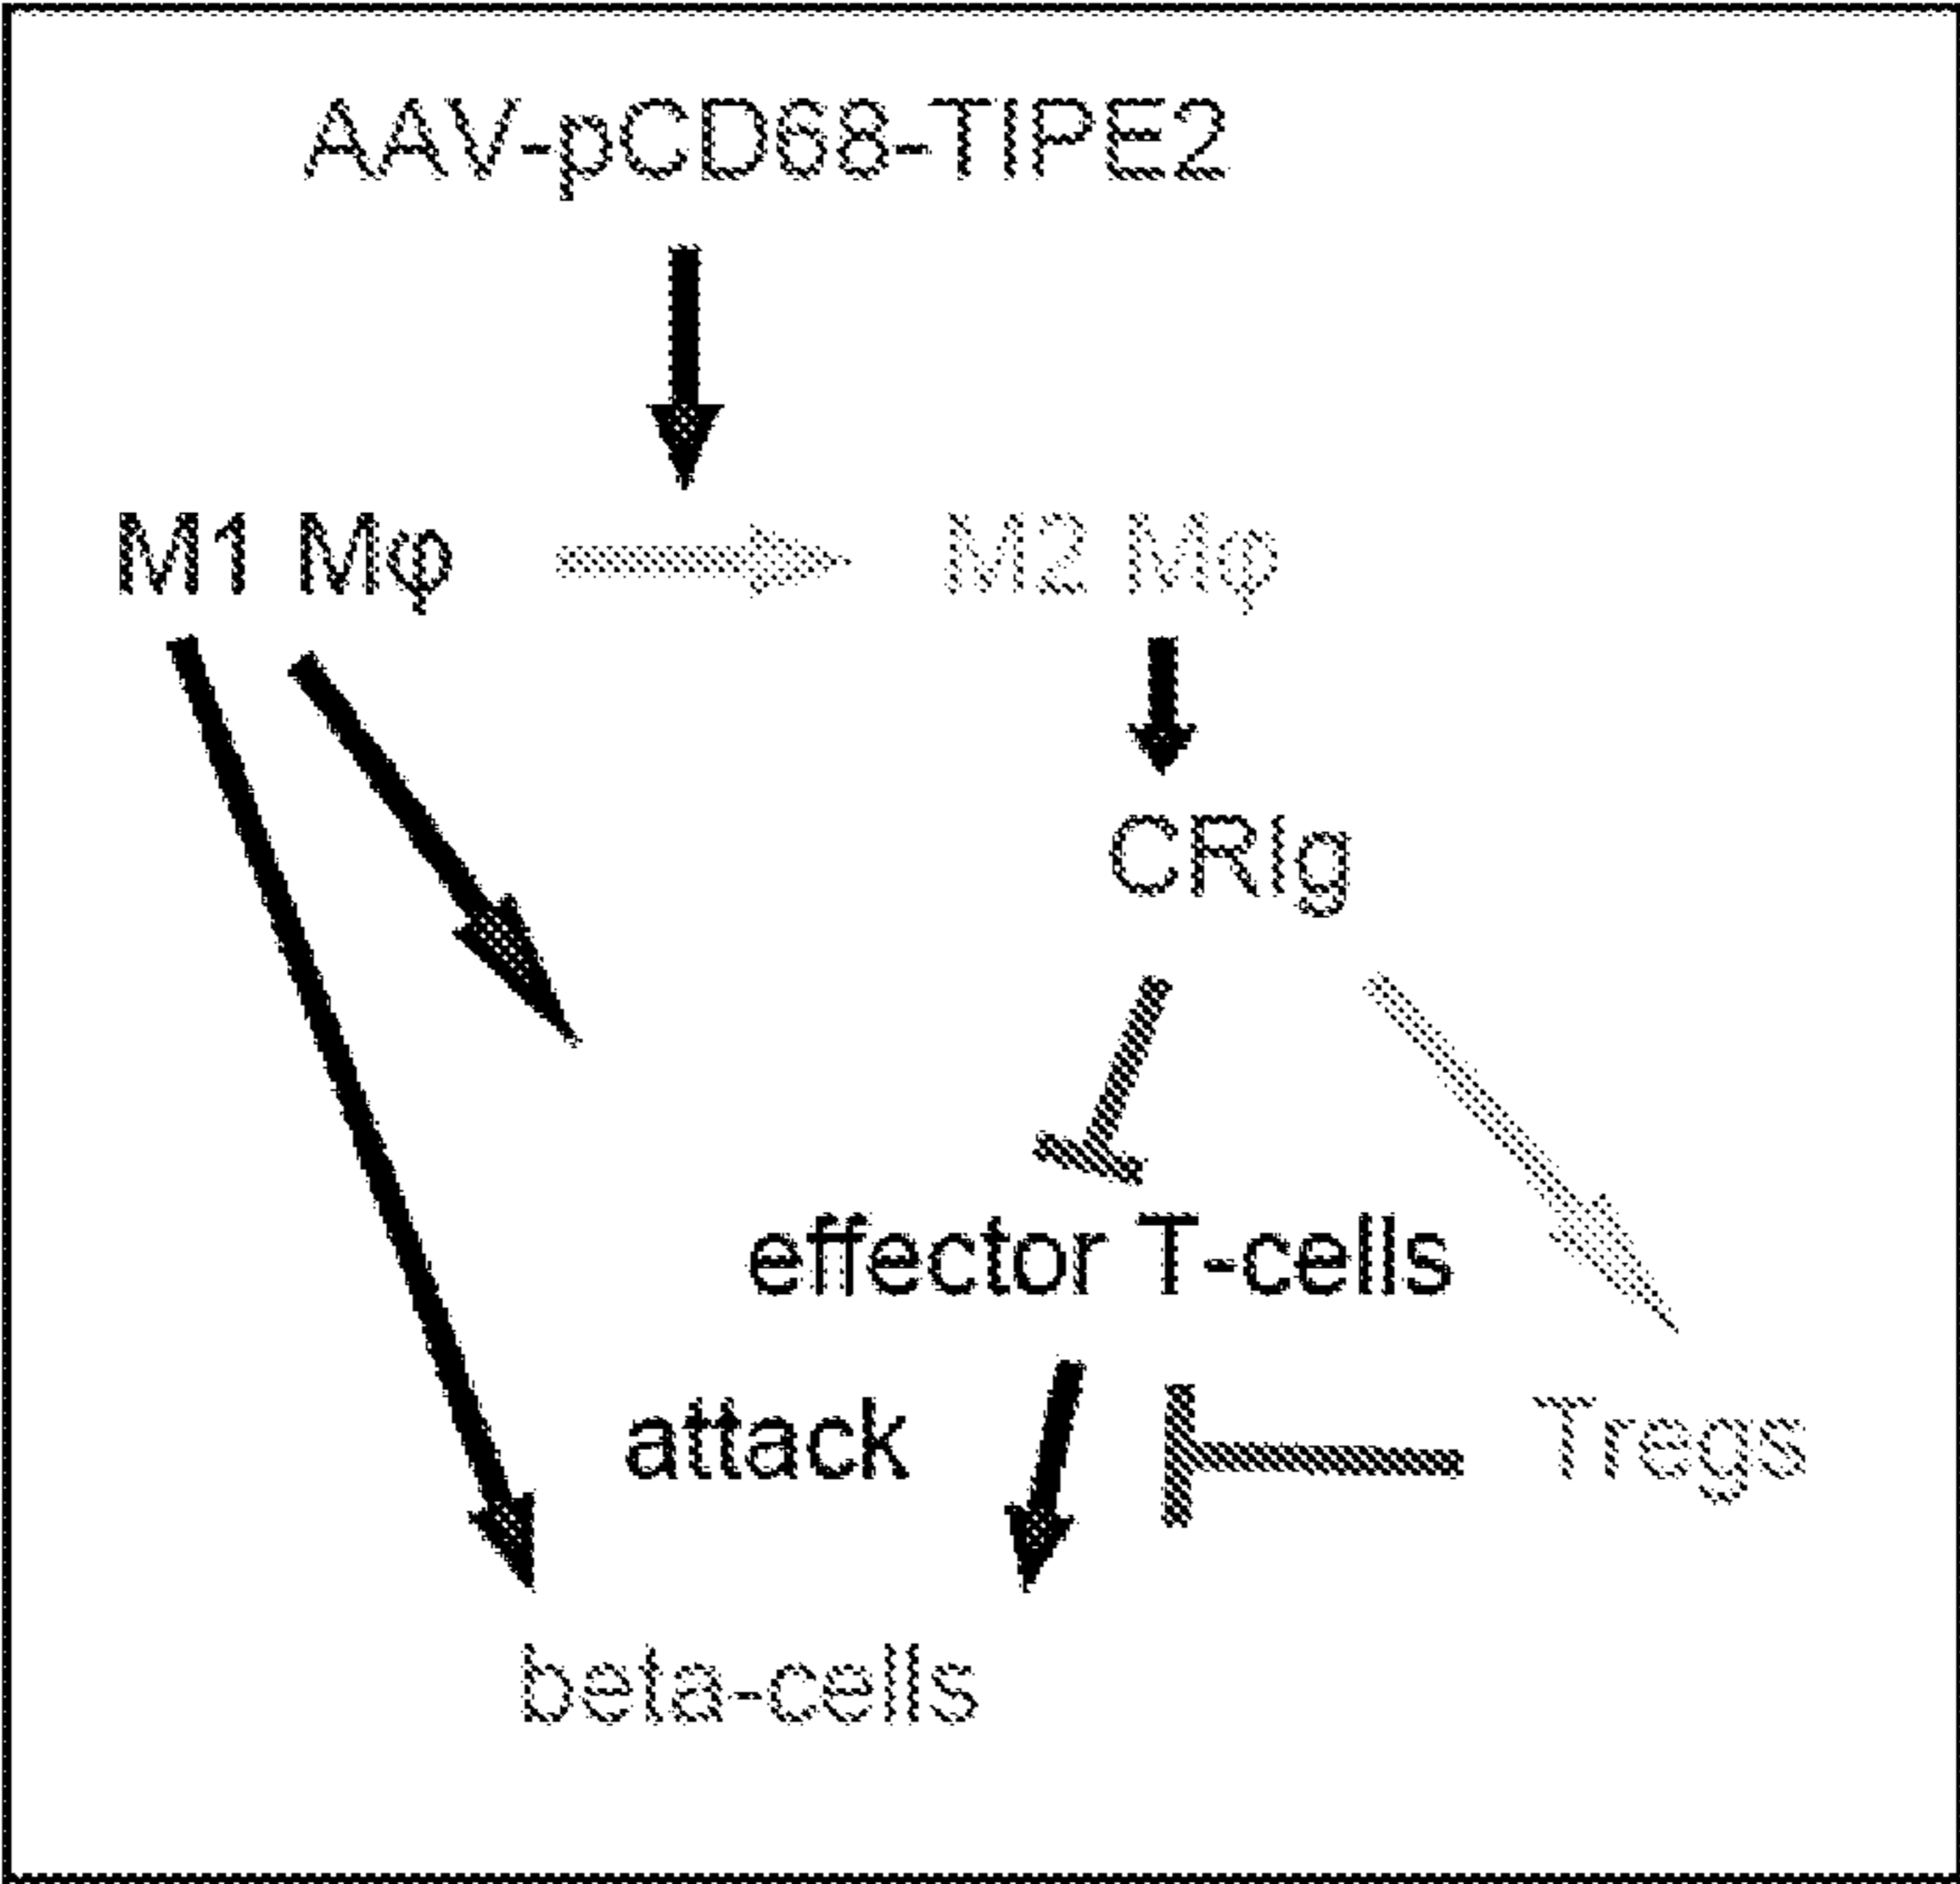 AAV-pCD68-TIPE2
M1 Mφ
M2 Mφ
CRIg
effector T-cells
attack
Tregs
beta-cells